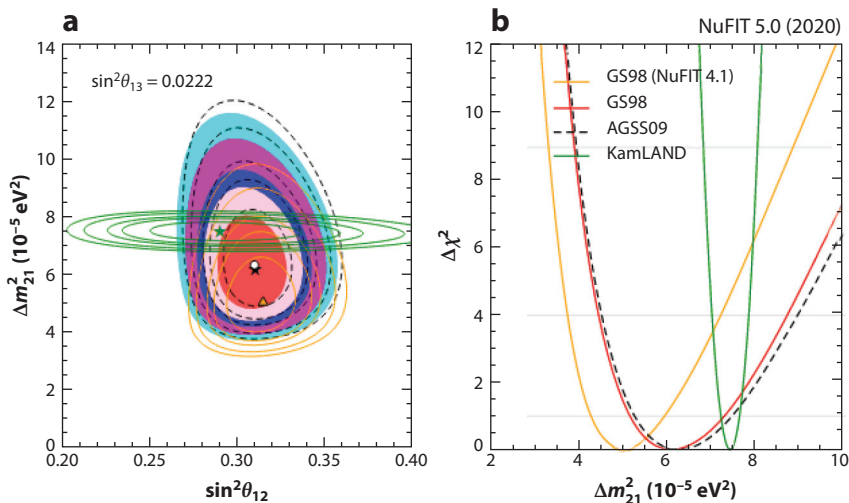 a
b
NuFIT 5.0 (2020)
sin²θ₁₃ = 0.0222
Δm²₂₁ (10⁻⁵ eV²)
14
12
10
8
6
4
2
0
0.20
0.25
0.30
0.35
0.40
sin²θ₁₂
GS98 (NuFIT 4.1)
GS98
AGSS09
KamLAND
Δχ²
12
10
8
6
4
2
0
2
4
6
8
10
Δm²₂₁ (10⁻⁵ eV²)